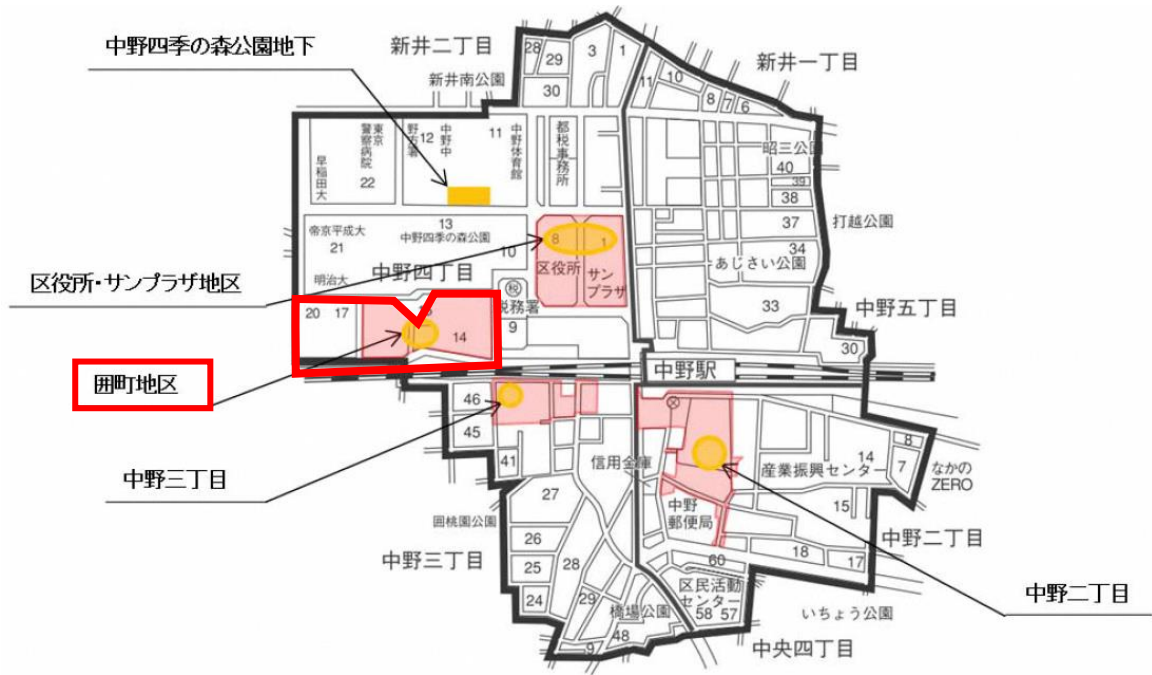 中野四季の森公園地下
新井二丁目
28
29
3
1
30
新井南公園
新井一丁目
11
10
8
7
6
東京
警察病院
22
早稲田大
野方署
12
中野中
11
中野体育館
都税事務所
昭三公園
40
39
38
37
打越公園
34
あじさい公園
33
帝京平成大
21
13
中野四季の森公園
10
8
1
区役所
サン
プラザ
中野四丁目
明治大
区役所・サンプラザ地区
税
税務署
9
20
17
14
中野五丁目
30
囲町地区
中野駅
46
45
41
中野三丁目
信用金庫
産業振興センター
14
8
7
なかの
ZERO
15
27
囲桃園公園
中野
郵便局
中野三丁目
26
25
24
28
29
60
18
17
中野二丁目
区民活動
センター
58
57
橋場公園
48
9
いちょう公園
中野二丁目
中央四丁目